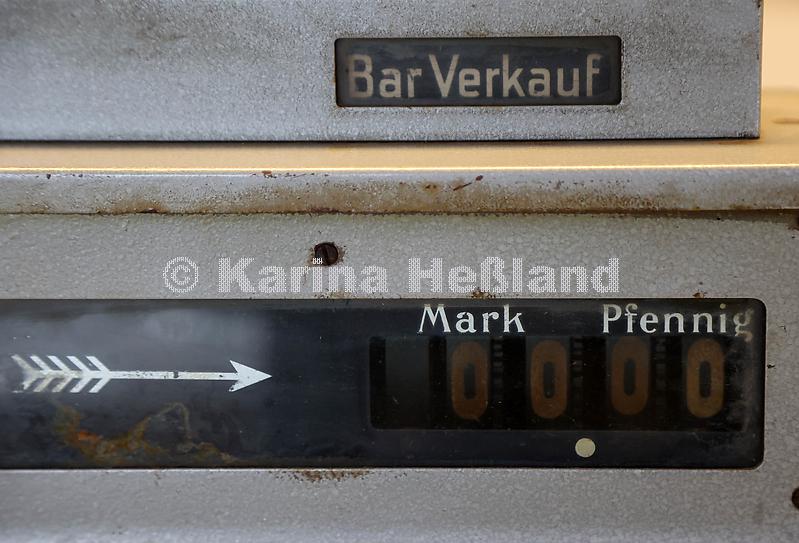 Bar Verkauf
© Karina Heßland
Mark Pfennig
0 0 0 0